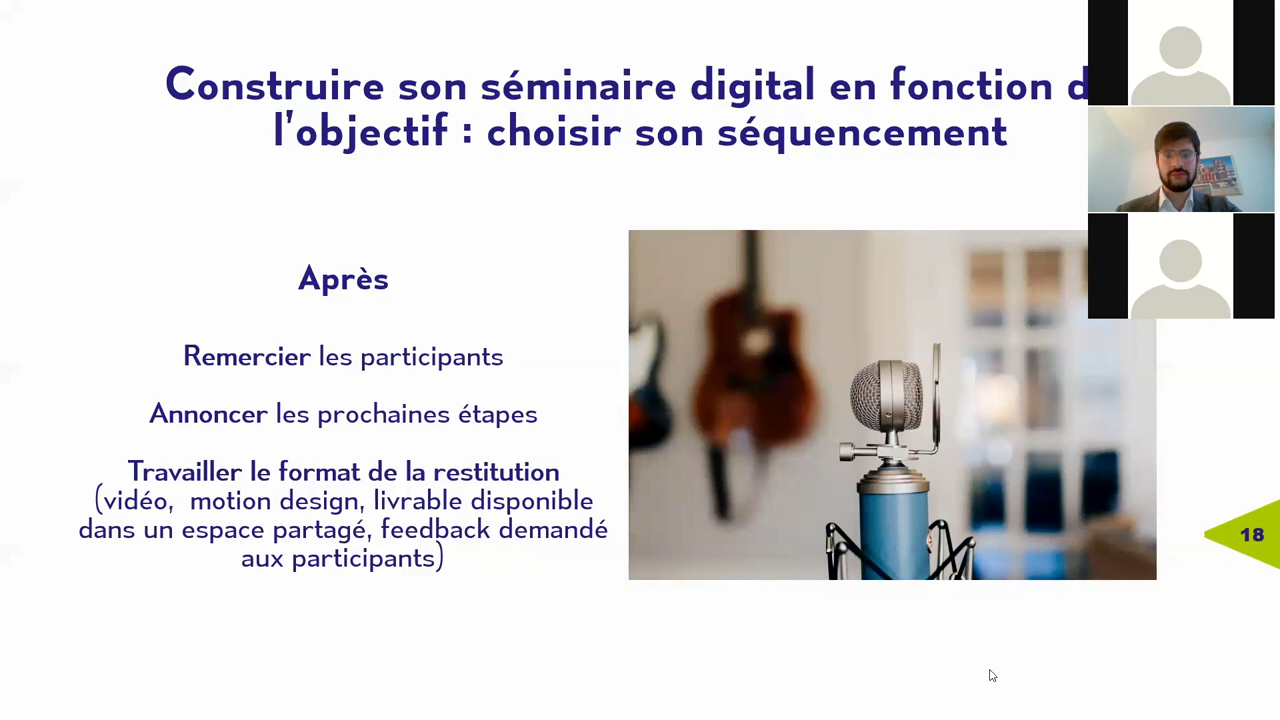 Construire son séminaire digital en fonction d
l'objectif : choisir son séquencement
Après
Remercier les participants
Annoncer les prochaines étapes
Travailler le format de la restitution
(vidéo, motion design, livrable disponible
dans un espace partagé, feedback demandé
aux participants)
18